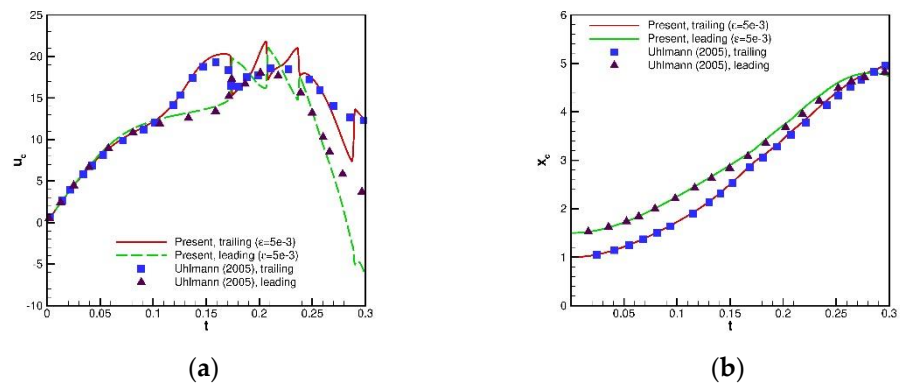 25
20
15
10
5
0
-5
-10
u_c
0
0.05
0.1
0.15
0.2
0.25
0.3
t
Present, trailing (ε=5e-3)
Present, leading (ε=5e-3)
Uhlmann (2005), trailing
Uhlmann (2005), leading
(a)
6
5
4
3
2
1
0
x_c
0.05
0.1
0.15
0.2
0.25
0.3
t
Present, trailing (ε=5e-3)
Present, leading (ε=5e-3)
Uhlmann (2005), trailing
Uhlmann (2005), leading
(b)